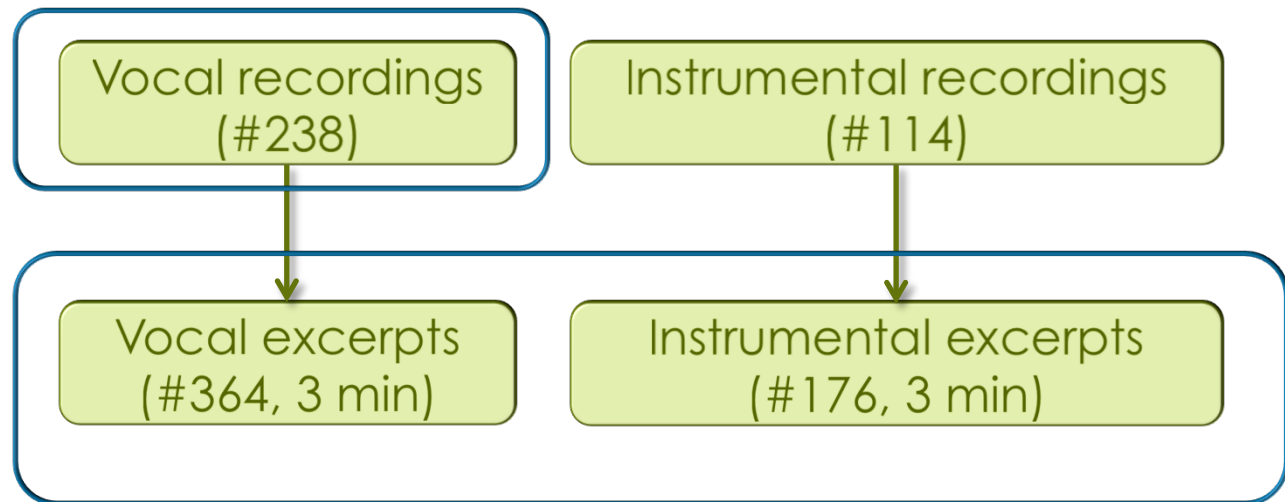 Vocal recordings
(#238)
Instrumental recordings
(#114)
Vocal excerpts
(#364, 3 min)
Instrumental excerpts
(#176, 3 min)